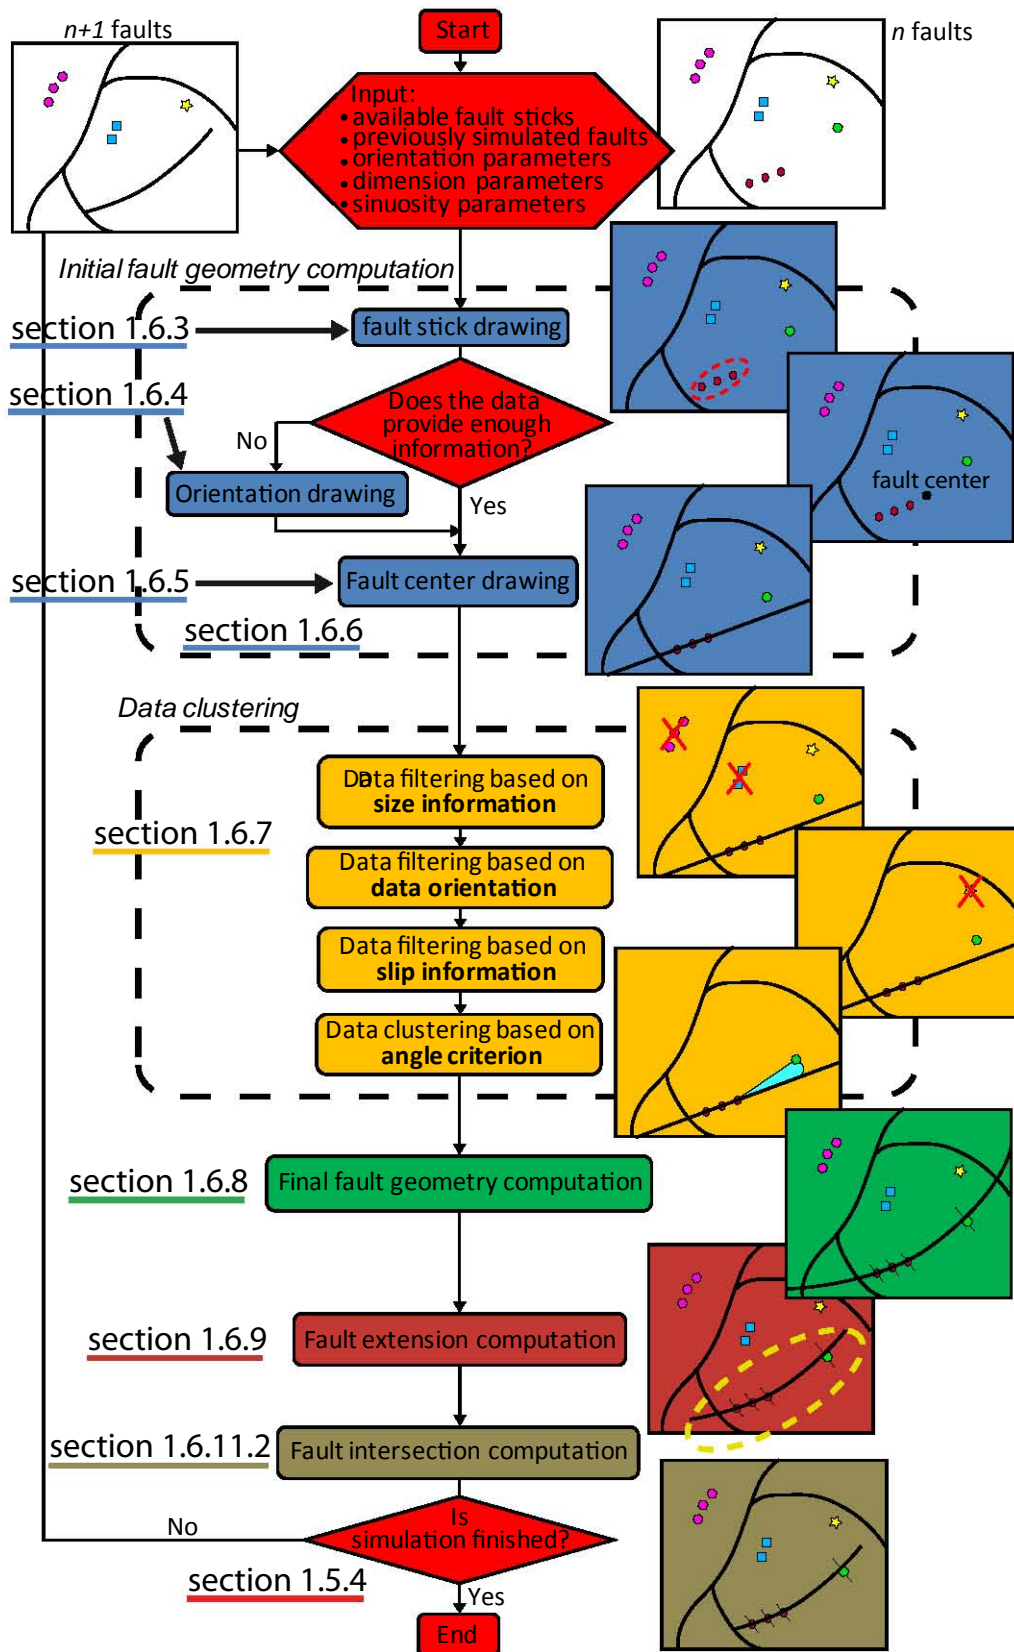 n+1 faults
Start
n faults
Input:
• available fault sticks
• previously simulated faults
• orientation parameters
• dimension parameters
• sinuosity parameters
Initial fault geometry computation
section 1.6.3
fault stick drawing
section 1.6.4
Does the data
provide enough
information?
No
Orientation drawing
Yes
fault center
section 1.6.5
Fault center drawing
section 1.6.6
Data clustering
Data filtering based on
size information
section 1.6.7
Data filtering based on
data orientation
Data filtering based on
slip information
Data clustering based on
angle criterion
section 1.6.8
Final fault geometry computation
section 1.6.9
Fault extension computation
section 1.6.11.2
Fault intersection computation
Is
simulation finished?
No
section 1.5.4
Yes
End